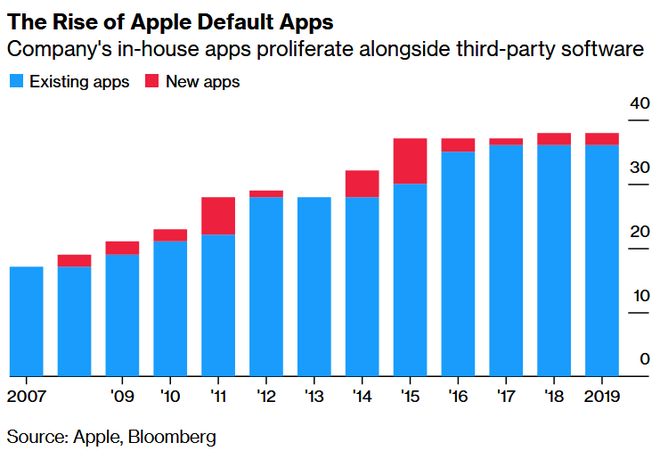 The Rise of Apple Default Apps
Company's in-house apps proliferate alongside third-party software
Existing apps New apps
40
30
20
10
0
2007 '09 '10 '11 '12 '13 '14 '15 '16 '17 '18 2019
Source: Apple, Bloomberg